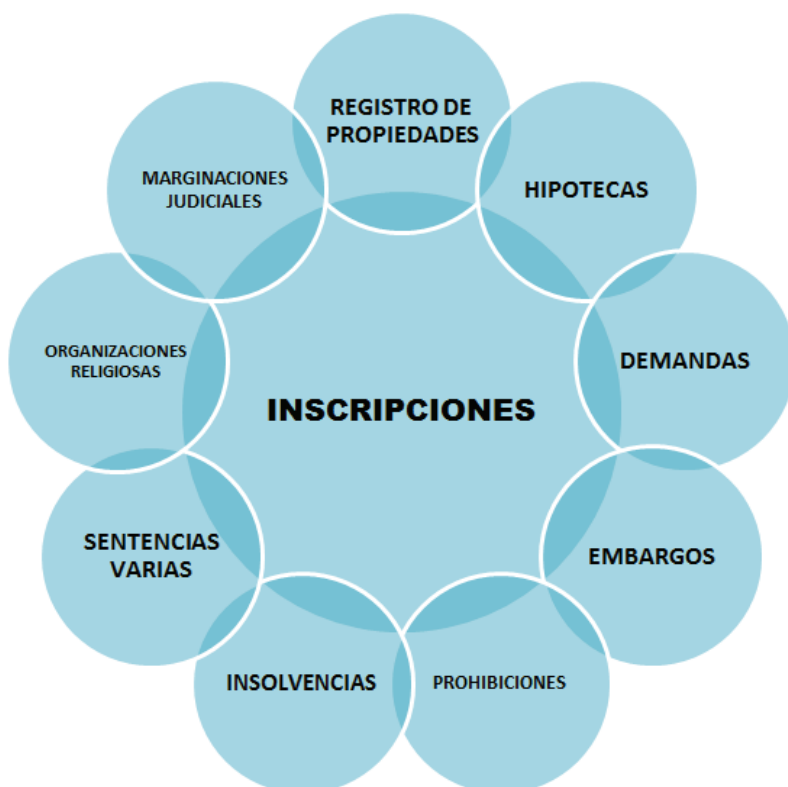 REGISTRO DE
PROPIEDADES
HIPOTECAS
DEMANDAS
EMBARGOS
PROHIBICIONES
INSOLVENCIAS
SENTENCIAS
VARIAS
ORGANIZACIONES
RELIGIOSAS
MARGINACIONES
JUDICIALES
INSCRIPCIONES